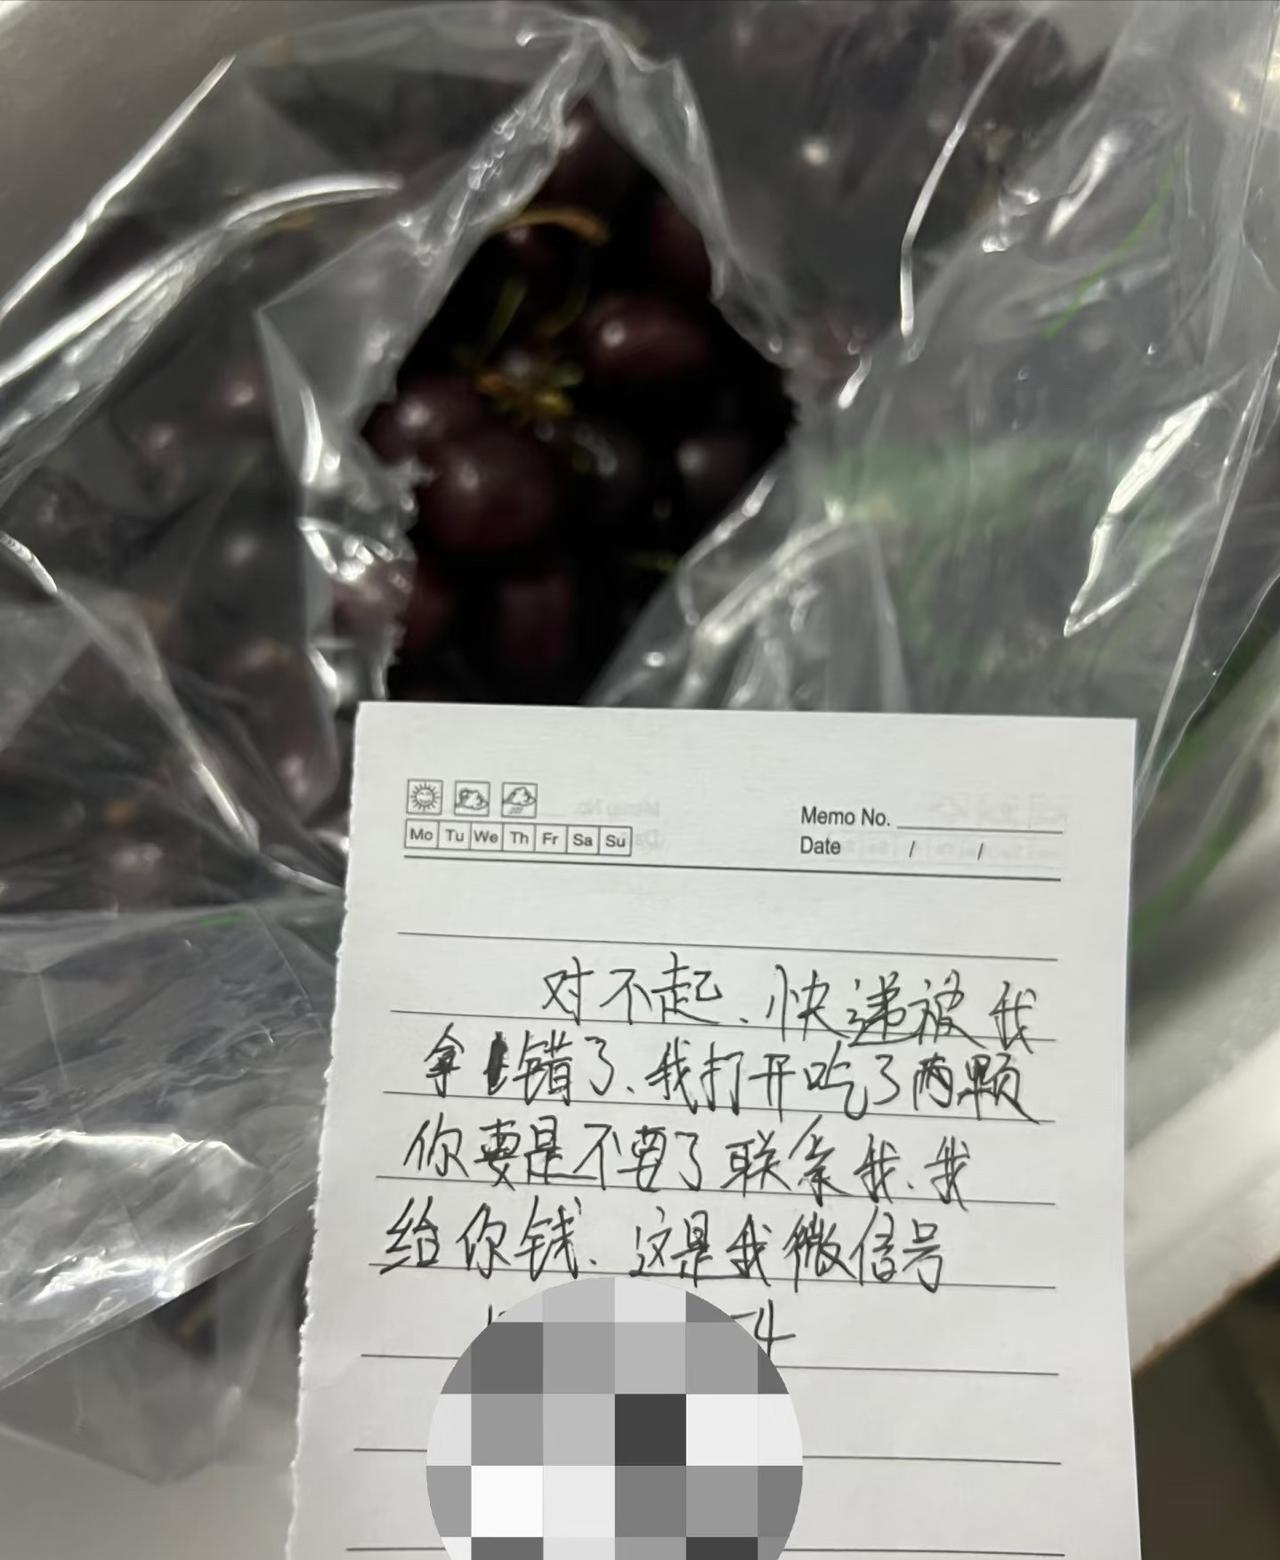 Mo Tu We Th Fr Sa Su
Memo No.
Date / /
对不起、快递被我
拿错了、我打开吃了两颗
你要是不要了联系我、我
给你钱、这是我微信号
4